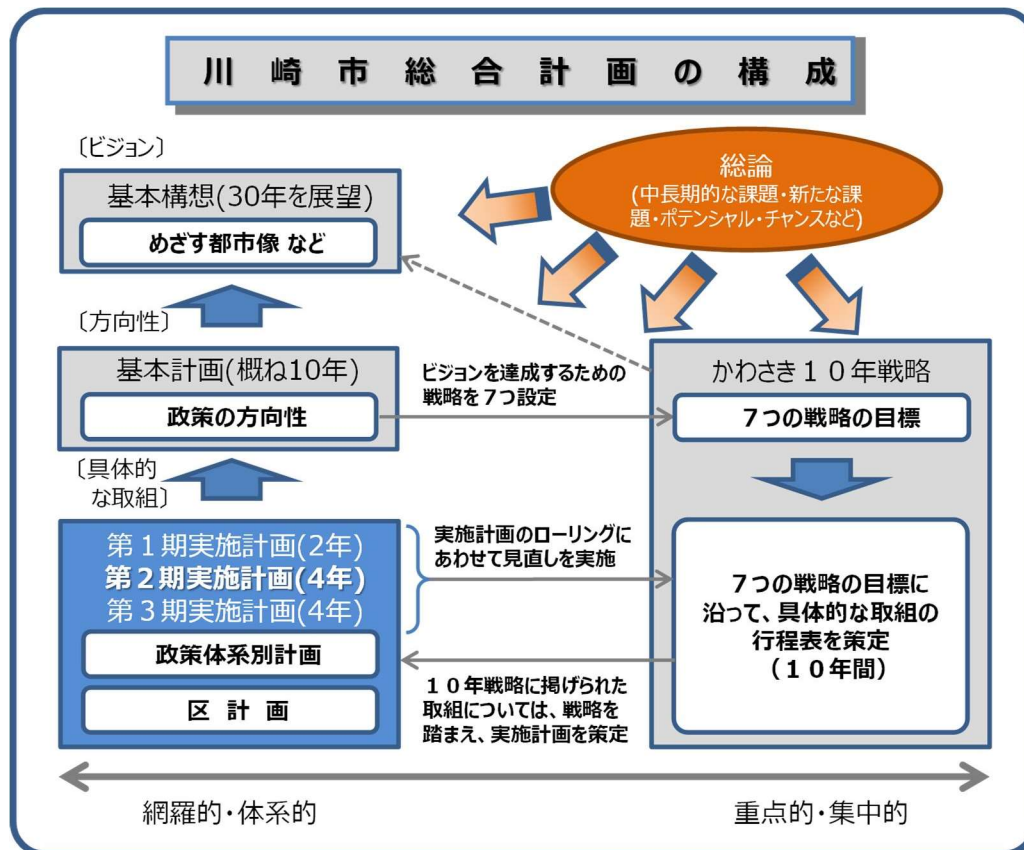 川崎市総合計画の構成
〔ビジョン〕
基本構想(30年を展望)
めざす都市像 など
総論
(中長期的な課題・新たな課
題・ポテンシャル・チャンスなど)
〔方向性〕
基本計画(概ね10年)
政策の方向性
ビジョンを達成するための
戦略を７つ設定
かわさき１０年戦略
７つの戦略の目標
〔具体的
な取組〕
第１期実施計画(2年)
第２期実施計画(4年)
第３期実施計画(4年)
政策体系別計画
区 計 画
実施計画のローリングに
あわせて見直しを実施
７つの戦略の目標に
沿って、具体的な取組の
行程表を策定
（１０年間）
１０年戦略に掲げられた
取組については、戦略を
踏まえ、実施計画を策定
網羅的・体系的
重点的・集中的